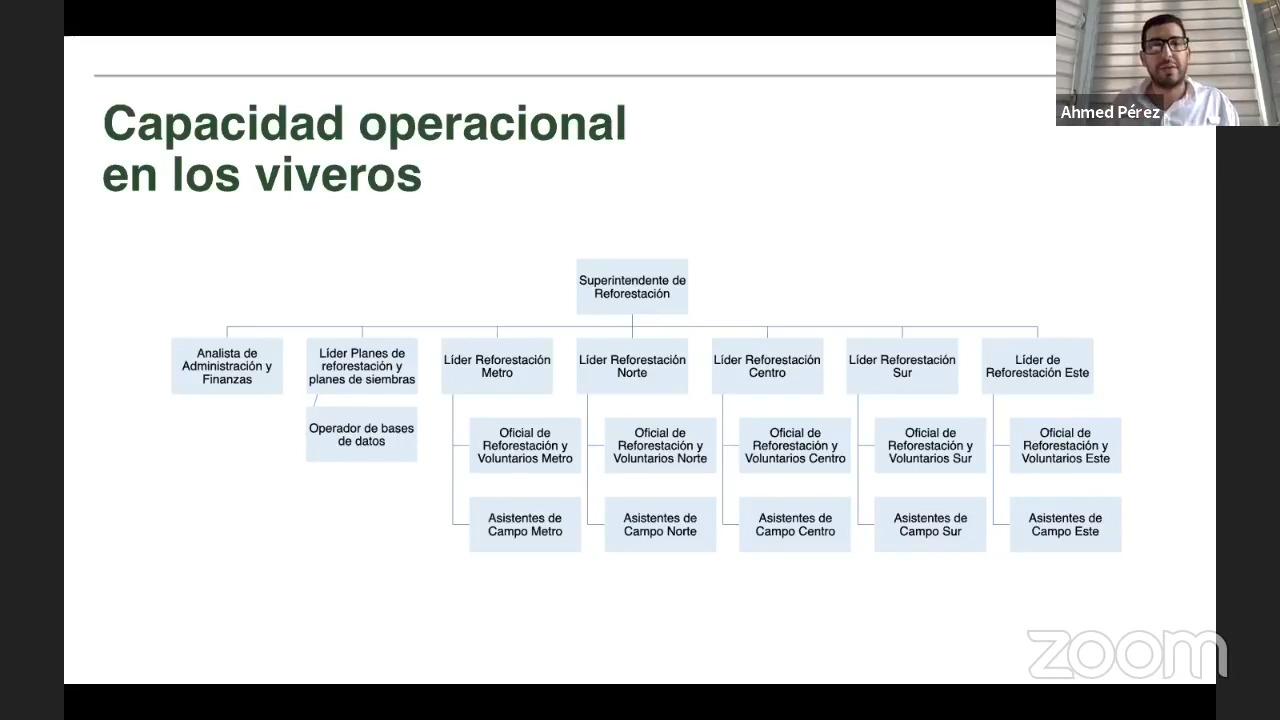 Ahmed Pérez
Capacidad operacional
en los viveros
Superintendente de
Reforestación
Analista de
Administración y
Finanzas
Líder Planes de
reforestación y
planes de siembras
Líder Reforestación
Metro
Líder Reforestación
Norte
Líder Reforestación
Centro
Líder Reforestación
Sur
Líder de
Reforestación Este
Operador de bases
de datos
Oficial de
Reforestación y
Voluntarios Metro
Oficial de
Reforestación y
Voluntarios Norte
Oficial de
Reforestación y
Voluntarios Centro
Oficial de
Reforestación y
Voluntarios Sur
Oficial de
Reforestación y
Voluntarios Este
Asistentes de
Campo Metro
Asistentes de
Campo Norte
Asistentes de
Campo Centro
Asistentes de
Campo Sur
Asistentes de
Campo Este
zoom